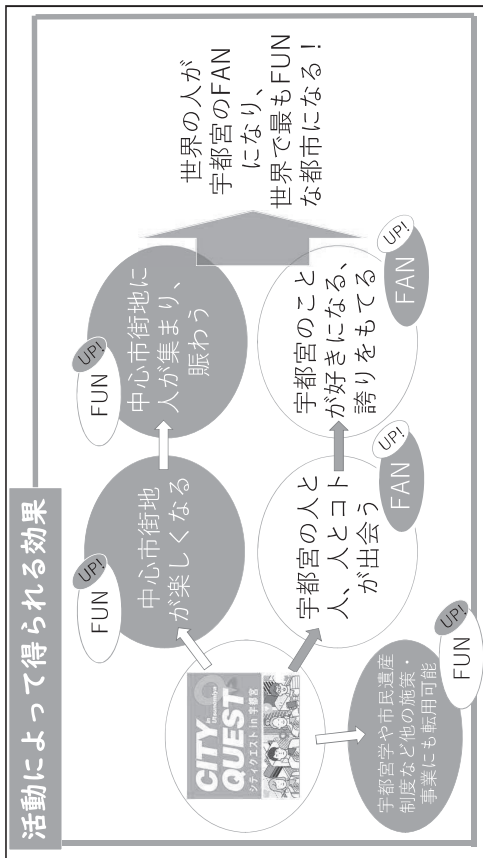 活動によって得られる効果
CITY
in Utsunomiya
QUEST
シティクエスト in 宇都宮
中心市街地
が楽しくなる
FUN
UP!
中心市街地に
人が集まり、
賑わう
FUN
UP!
宇都宮の人と
人、人とコト
が出会う
FAN
UP!
宇都宮のこと
が好きになる、
誇りをもてる
FAN
UP!
宇都宮学や市民遺産
制度など他の施策・
事業にも転用可能
FUN
UP!
世界の人が
宇都宮のFAN
になり、
世界で最もFUN
な都市になる！